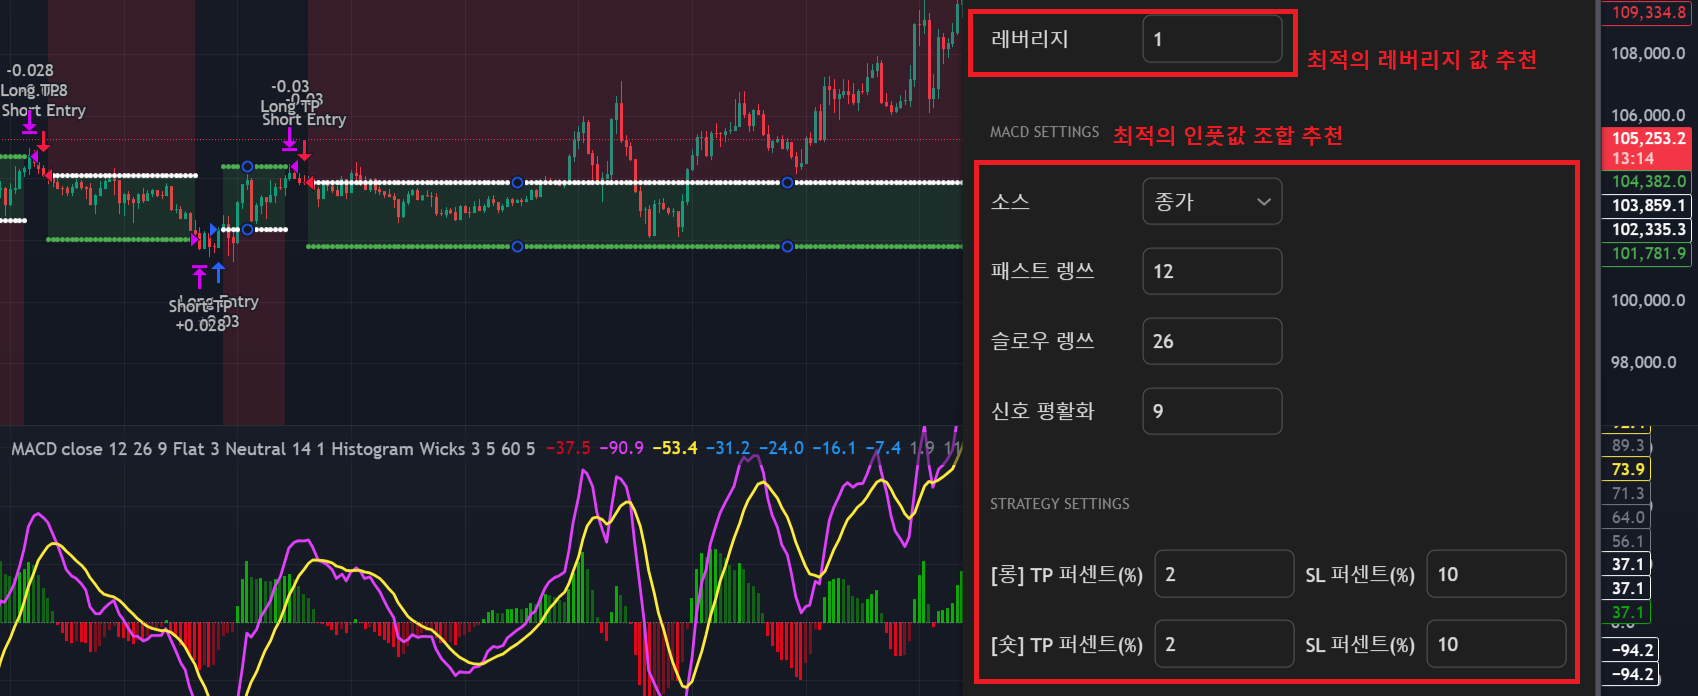 -0.028
Long TP
Short Entry
-0.03
Long TP
Short Entry
Long Entry
Short TP
+0.028
MACD close 12 26 9 Flat 3 Neutral 14 1 Histogram Wicks 3 5 60 5 −37.5 −90.9 −53.4 −31.2 −24.0 −16.1 −7.4 1.9
레버리지 1
최적의 레버리지 값 추천
MACD SETTINGS 최적의 인풋값 조합 추천
소스 종가
패스트 렝쓰 12
슬로우 렝쓰 26
신호 평활화 9
STRATEGY SETTINGS
[롱] TP 퍼센트(%) 2 SL 퍼센트(%) 10
[숏] TP 퍼센트(%) 2 SL 퍼센트(%) 10
109,334.8
108,000.0
106,000.0
105,253.2
13:14
104,382.0
103,859.1
102,335.3
101,781.9
100,000.0
98,000.0
89.3
73.9
71.3
64.0
56.1
37.1
37.1
37.1
−94.2
−94.2